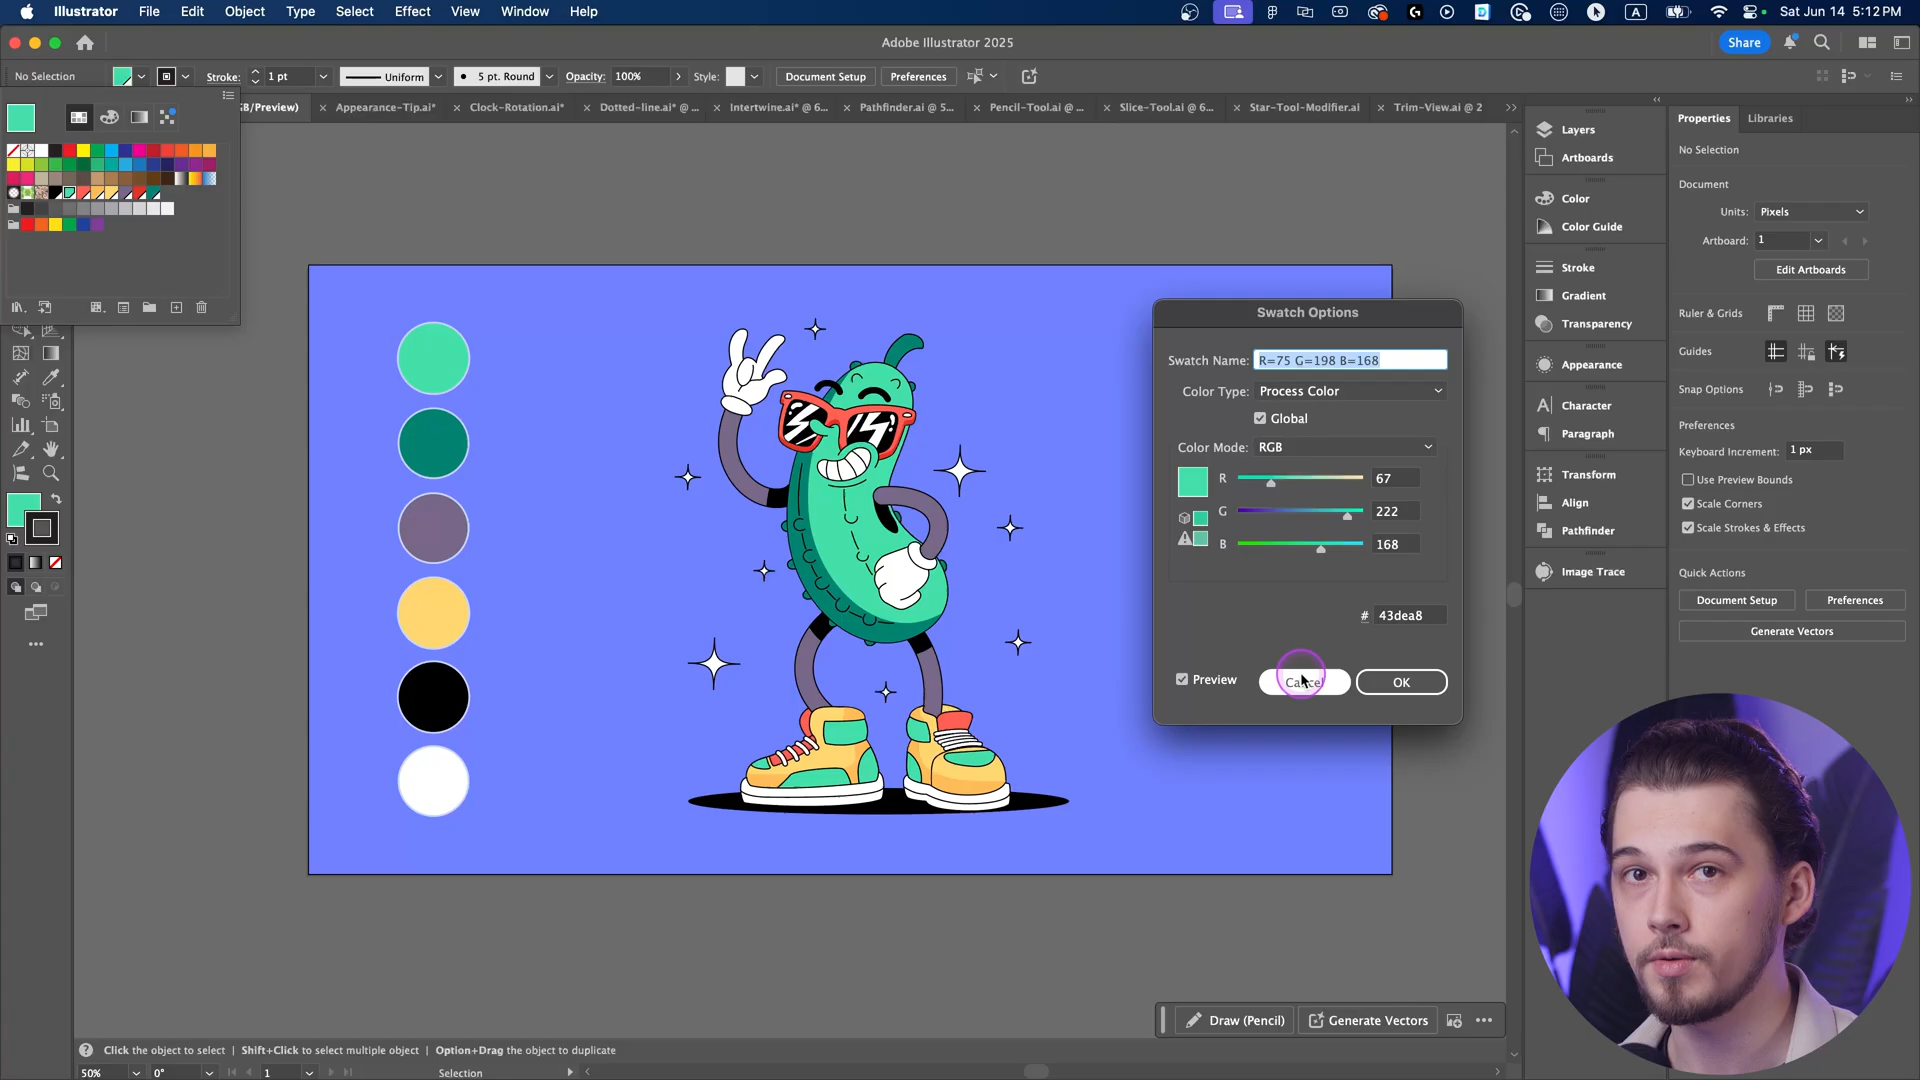 Illustrator File Edit Object Type Select Effect View Window Help
A
Sat Jun 14 5:12 PM
Adobe Illustrator 2025
Share
No Selection
Stroke: 1 pt
Uniform
5 pt. Round
Opacity: 100%
Style:
Document Setup
Preferences
GB/Preview)
× Appearance-Tip.ai*
× Clock-Rotation.ai*
× Dotted-line.ai* @ ...
× Intertwine.ai* @ 6...
× Pathfinder.ai @ 5...
× Pencil-Tool.ai @ ...
× Slice-Tool.ai @ 6...
× Star-Tool-Modifier.ai
× Trim-View.ai @ 2
Layers
Artboards
Color
Color Guide
Stroke
Gradient
Transparency
Appearance
Character
Paragraph
Transform
Align
Pathfinder
Image Trace
Properties
Libraries
No Selection
Document
Units: Pixels
Artboard: 1
Edit Artboards
Ruler & Grids
Guides
Snap Options
Preferences
Keyboard Increment: 1 px
Use Preview Bounds
Scale Corners
Scale Strokes & Effects
Quick Actions
Document Setup
Preferences
Generate Vectors
Swatch Options
Swatch Name: R=75 G=198 B=168
Color Type: Process Color
Global
Color Mode: RGB
R 67
G 222
B 168
# 43dea8
Preview
Cancel
OK
Draw (Pencil)
Generate Vectors
Click the object to select | Shift+Click to select multiple object | Option+Drag the object to duplicate
50% 0° 1 Selection